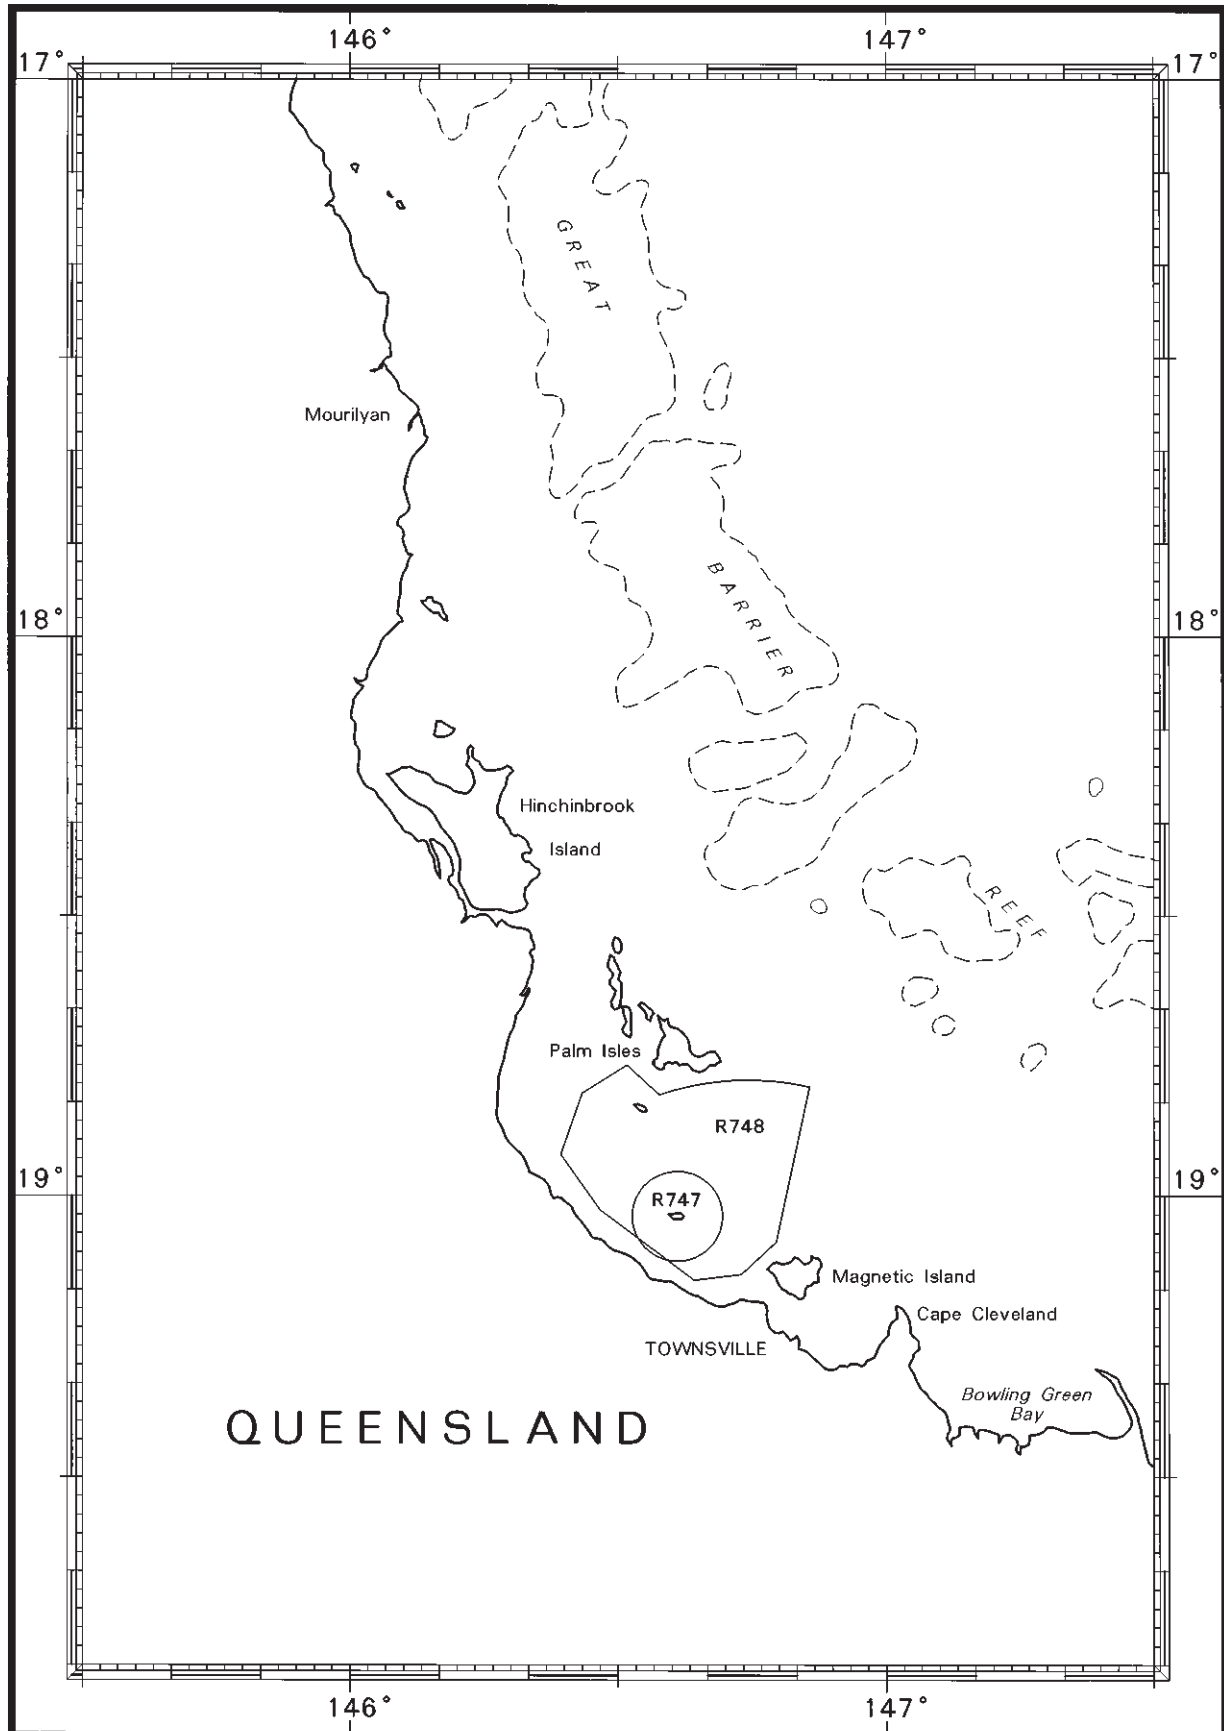 146° 147°
17° 17°
GREAT
Mourilyan
BARRIER
18° 18°
Hinchinbrook
Island
REEF
Palm Isles
R748
19° 19°
R747
Magnetic Island
Cape Cleveland
TOWNSVILLE
Bowling Green
Bay
QUEENSLAND
146° 147°